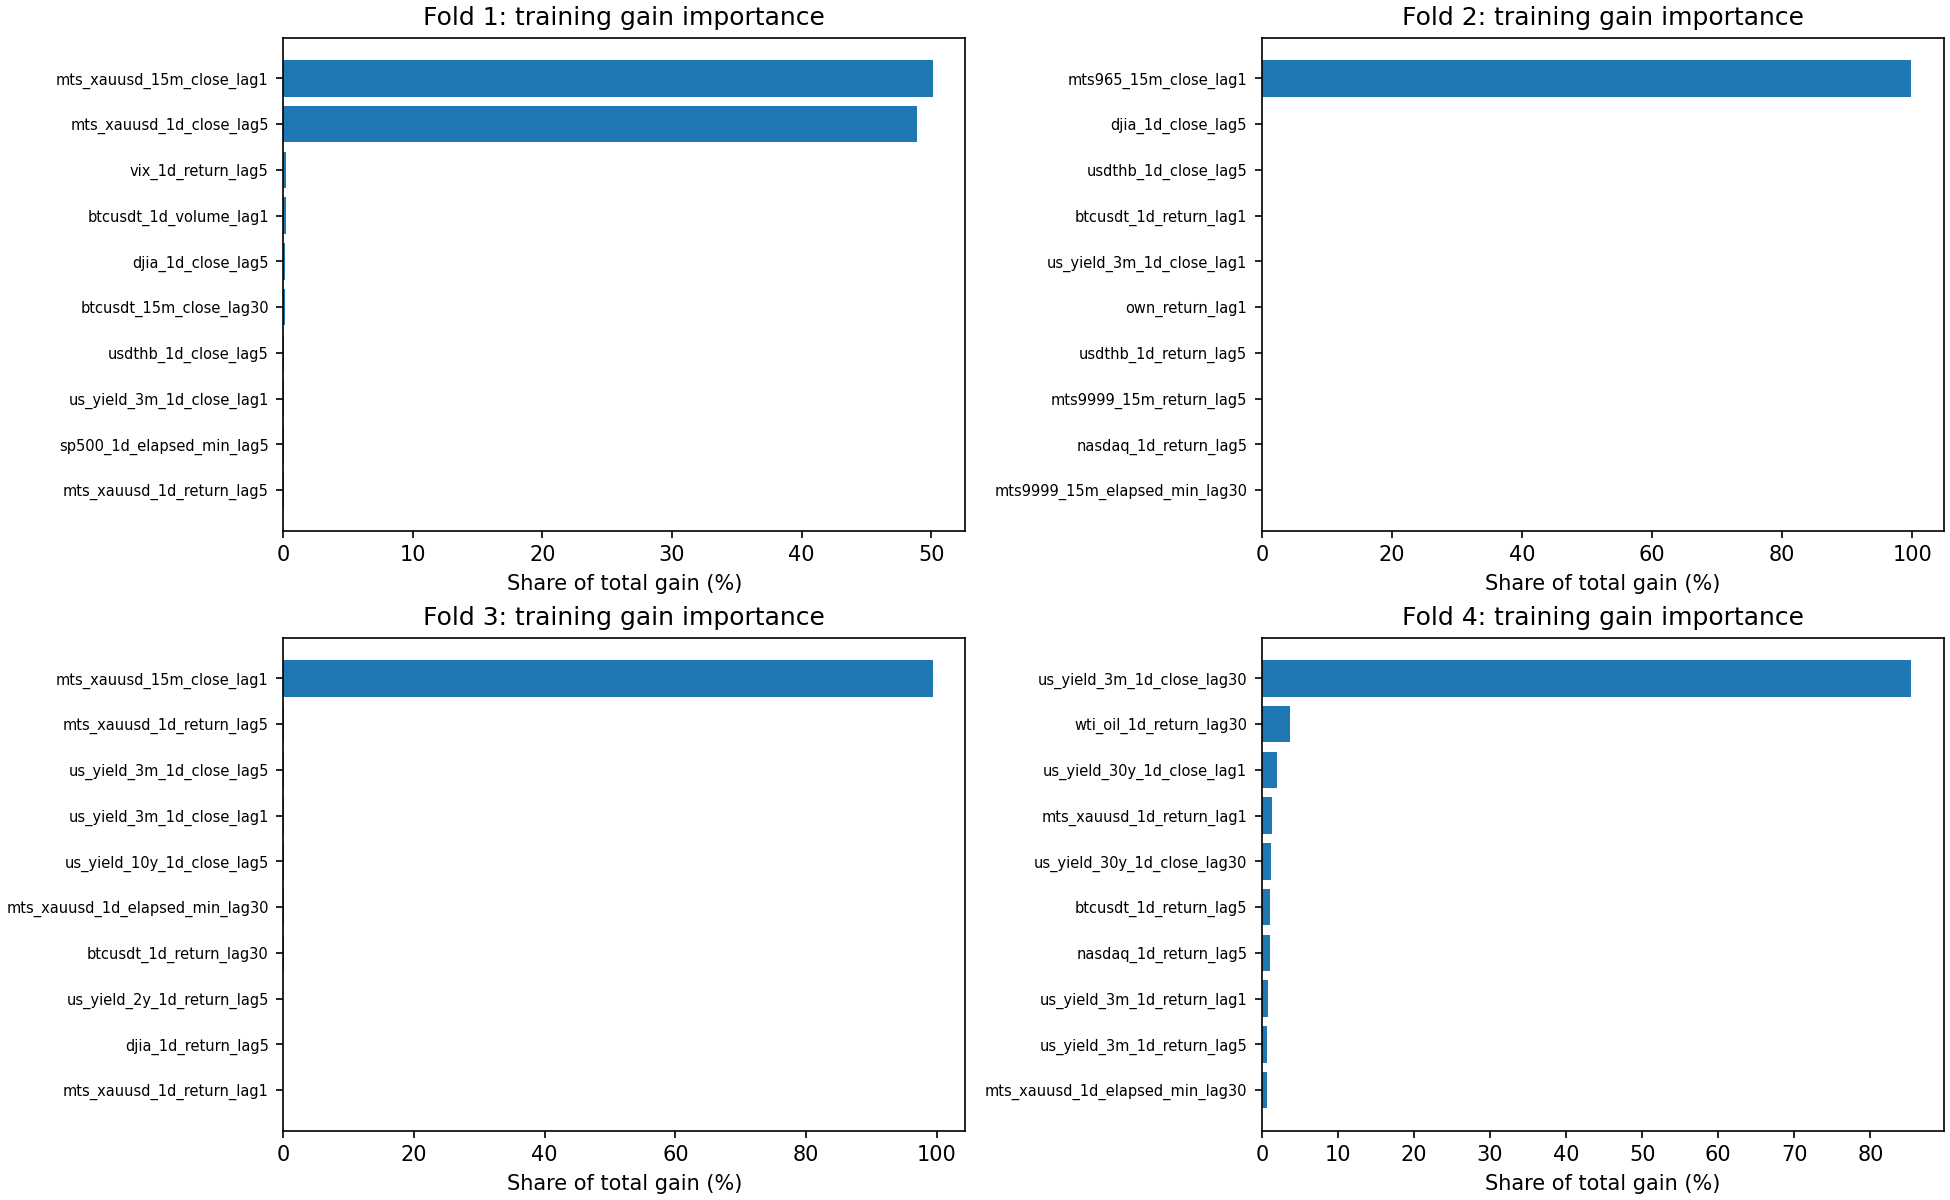 Fold 1: training gain importance
mts_xauusd_15m_close_lag1
mts_xauusd_1d_close_lag5
vix_1d_return_lag5
btcusdt_1d_volume_lag1
djia_1d_close_lag5
btcusdt_15m_close_lag30
usdthb_1d_close_lag5
us_yield_3m_1d_close_lag1
sp500_1d_elapsed_min_lag5
mts_xauusd_1d_return_lag5
0 10 20 30 40 50
Share of total gain (%)
Fold 2: training gain importance
mts965_15m_close_lag1
djia_1d_close_lag5
usdthb_1d_close_lag5
btcusdt_1d_return_lag1
us_yield_3m_1d_close_lag1
own_return_lag1
usdthb_1d_return_lag5
mts9999_15m_return_lag5
nasdaq_1d_return_lag5
mts9999_15m_elapsed_min_lag30
0 20 40 60 80 100
Share of total gain (%)
Fold 3: training gain importance
mts_xauusd_15m_close_lag1
mts_xauusd_1d_return_lag5
us_yield_3m_1d_close_lag5
us_yield_3m_1d_close_lag1
us_yield_10y_1d_close_lag5
mts_xauusd_1d_elapsed_min_lag30
btcusdt_1d_return_lag30
us_yield_2y_1d_return_lag5
djia_1d_return_lag5
mts_xauusd_1d_return_lag1
0 20 40 60 80 100
Share of total gain (%)
Fold 4: training gain importance
us_yield_3m_1d_close_lag30
wti_oil_1d_return_lag30
us_yield_30y_1d_close_lag1
mts_xauusd_1d_return_lag1
us_yield_30y_1d_close_lag30
btcusdt_1d_return_lag5
nasdaq_1d_return_lag5
us_yield_3m_1d_return_lag1
us_yield_3m_1d_return_lag5
mts_xauusd_1d_elapsed_min_lag30
0 10 20 30 40 50 60 70 80
Share of total gain (%)